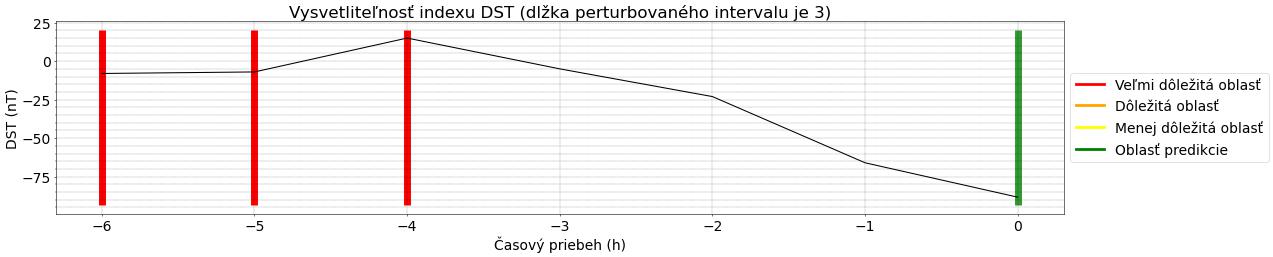 Vysvetliteľnosť indexu DST (dlžka perturbovaného intervalu je 3)
25
0
−25
−50
−75
DST (nT)
−6 −5 −4 −3 −2 −1 0
Časový priebeh (h)
Veľmi dôležitá oblasť
Dôležitá oblasť
Menej dôležitá oblasť
Oblasť predikcie